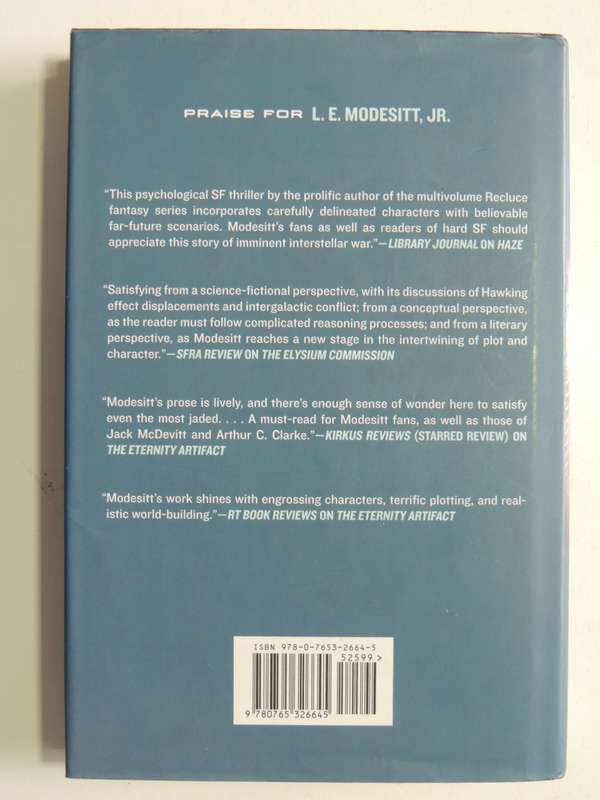 PRAISE FOR L. E. MODESITT, JR.
“This psychological SF thriller by the prolific author of the multivolume Recluce
fantasy series incorporates carefully delineated characters with believable
far-future scenarios. Modesitt’s fans as well as readers of hard SF should
appreciate this story of imminent interstellar war.”—LIBRARY JOURNAL ON HAZE
“Satisfying from a science-fictional perspective, with its discussions of Hawking
effect displacements and intergalactic conflict; from a conceptual perspective,
as the reader must follow complicated reasoning processes; and from a literary
perspective, as Modesitt reaches a new stage in the intertwining of plot and
character.”—SFRA REVIEW ON THE ELYSIUM COMMISSION
“Modesitt’s prose is lively, and there’s enough sense of wonder here to satisfy
even the most jaded. . . . A must-read for Modesitt fans, as well as those of
Jack McDevitt and Arthur C. Clarke.”—KIRKUS REVIEWS (STARRED REVIEW) ON
THE ETERNITY ARTIFACT
“Modesitt’s work shines with engrossing characters, terrific plotting, and real-
istic world-building.”—RT BOOK REVIEWS ON THE ETERNITY ARTIFACT
ISBN 978-0-7653-2664-5
52599>
9 780765 326645